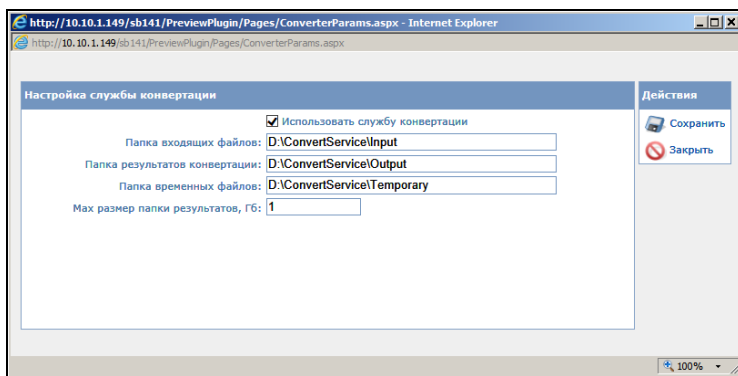 http://10.10.1.149/sb141/PreviewPlugin/Pages/ConverterParams.aspx - Internet Explorer
http://10.10.1.149/sb141/PreviewPlugin/Pages/ConverterParams.aspx
Настройка службы конвертации
Использовать службу конвертации
Папка входящих файлов: D:\ConvertService\Input
Папка результатов конвертации: D:\ConvertService\Output
Папка временных файлов: D:\ConvertService\Temporary
Мах размер папки результатов, Гб: 1
Действия
Сохранить
Закрыть
100%